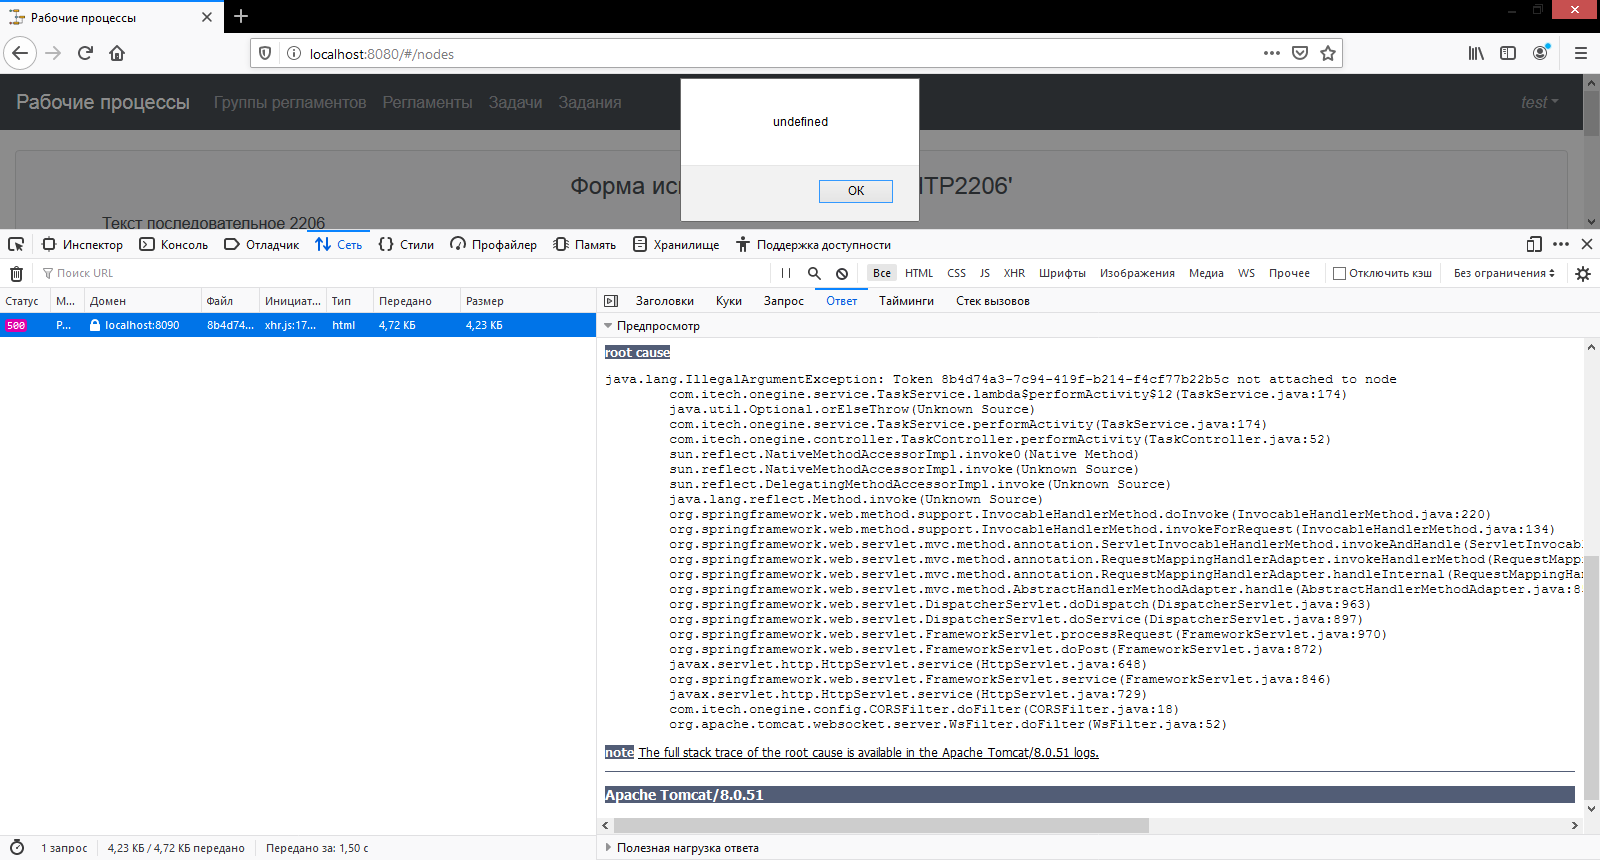 Рабочие процессы
localhost:8080/#/nodes
Рабочие процессы Группы регламентов Регламенты Задачи Задания test
undefined
OK
Форма ис ITP2206'
Текст последовательное 2206
Инспектор Консоль Отладчик Сеть Стили Профайлер Память Хранилище Поддержка доступности
Поиск URL Все HTML CSS JS XHR Шрифты Изображения Медиа WS Прочее Отключить кэш Без ограничения
Статус М... Домен Файл Инициат... Тип Передано Размер
500 P... localhost:8090 8b4d74... xhr.js:17... html 4,72 КБ 4,23 КБ
Заголовки Куки Запрос Ответ Тайминги Стек вызовов
Предпросмотр
root cause
java.lang.IllegalArgumentException: Token 8b4d74a3-7c94-419f-b214-f4cf77b22b5c not attached to node
com.itech.onegine.service.TaskService.lambda$performActivity$12(TaskService.java:174)
java.util.Optional.orElseThrow(Unknown Source)
com.itech.onegine.service.TaskService.performActivity(TaskService.java:174)
com.itech.onegine.controller.TaskController.performActivity(TaskController.java:52)
sun.reflect.NativeMethodAccessorImpl.invoke0(Native Method)
sun.reflect.NativeMethodAccessorImpl.invoke(Unknown Source)
sun.reflect.DelegatingMethodAccessorImpl.invoke(Unknown Source)
java.lang.reflect.Method.invoke(Unknown Source)
org.springframework.web.method.support.InvocableHandlerMethod.doInvoke(InvocableHandlerMethod.java:220)
org.springframework.web.method.support.InvocableHandlerMethod.invokeForRequest(InvocableHandlerMethod.java:134)
org.springframework.web.servlet.mvc.method.annotation.ServletInvocableHandlerMethod.invokeAndHandle(ServletInvocabl
org.springframework.web.servlet.mvc.method.annotation.RequestMappingHandlerAdapter.invokeHandlerMethod(RequestMapp
org.springframework.web.servlet.mvc.method.annotation.RequestMappingHandlerAdapter.handleInternal(RequestMappingHa
org.springframework.web.servlet.mvc.method.AbstractHandlerMethodAdapter.handle(AbstractHandlerMethodAdapter.java:8
org.springframework.web.servlet.DispatcherServlet.doDispatch(DispatcherServlet.java:963)
org.springframework.web.servlet.DispatcherServlet.doService(DispatcherServlet.java:897)
org.springframework.web.servlet.FrameworkServlet.processRequest(FrameworkServlet.java:970)
org.springframework.web.servlet.FrameworkServlet.doPost(FrameworkServlet.java:872)
javax.servlet.http.HttpServlet.service(HttpServlet.java:648)
org.springframework.web.servlet.FrameworkServlet.service(FrameworkServlet.java:846)
javax.servlet.http.HttpServlet.service(HttpServlet.java:729)
com.itech.onegine.config.CORSFilter.doFilter(CORSFilter.java:18)
org.apache.tomcat.websocket.server.WsFilter.doFilter(WsFilter.java:52)
note The full stack trace of the root cause is available in the Apache Tomcat/8.0.51 logs.
Apache Tomcat/8.0.51
Полезная нагрузка ответа
1 запрос 4,23 КБ / 4,72 КБ передано Передано за: 1,50 с